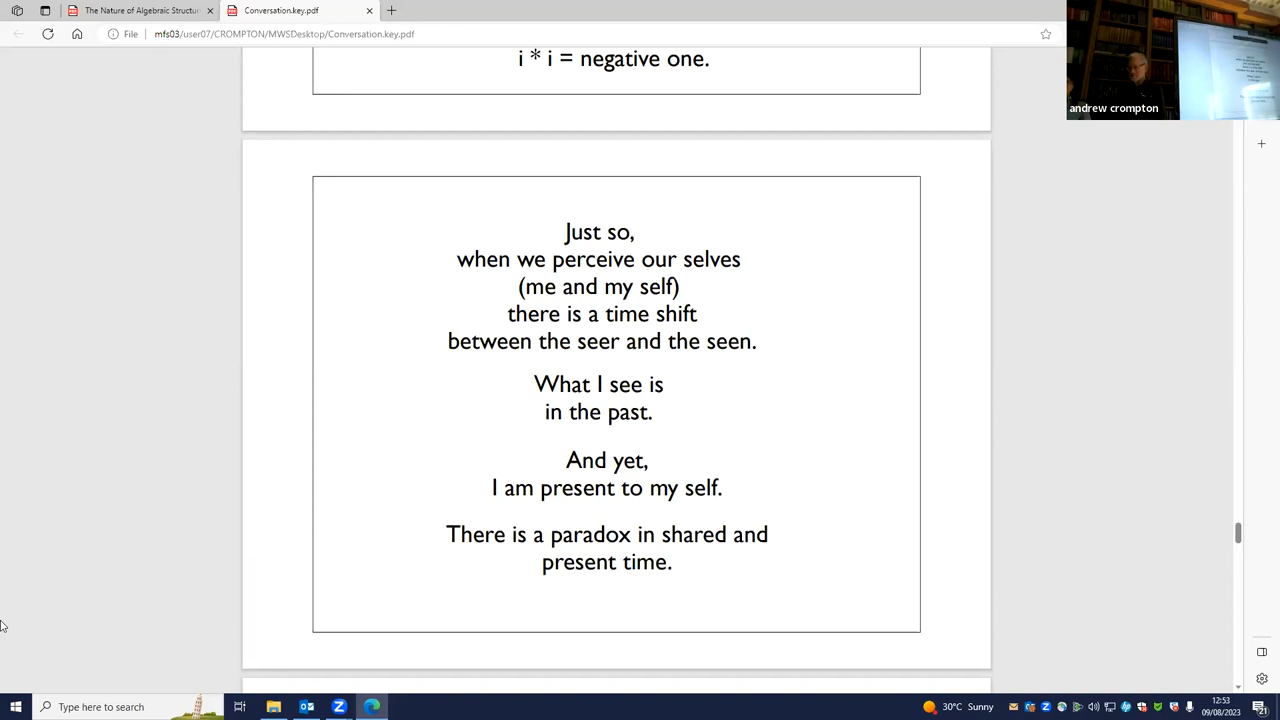 The Nature of Algebraic Structu
Conversation.key.pdf
File
mfs03/user07/CROMPTON/MWSDesktop/Conversation.key.pdf
andrew crompton
i * i = negative one.
Just so,
when we perceive our selves
(me and my self)
there is a time shift
between the seer and the seen.
What I see is
in the past.
And yet,
I am present to my self.
There is a paradox in shared and
present time.
Type here to search
30°C Sunny
12:53
09/08/2023
21